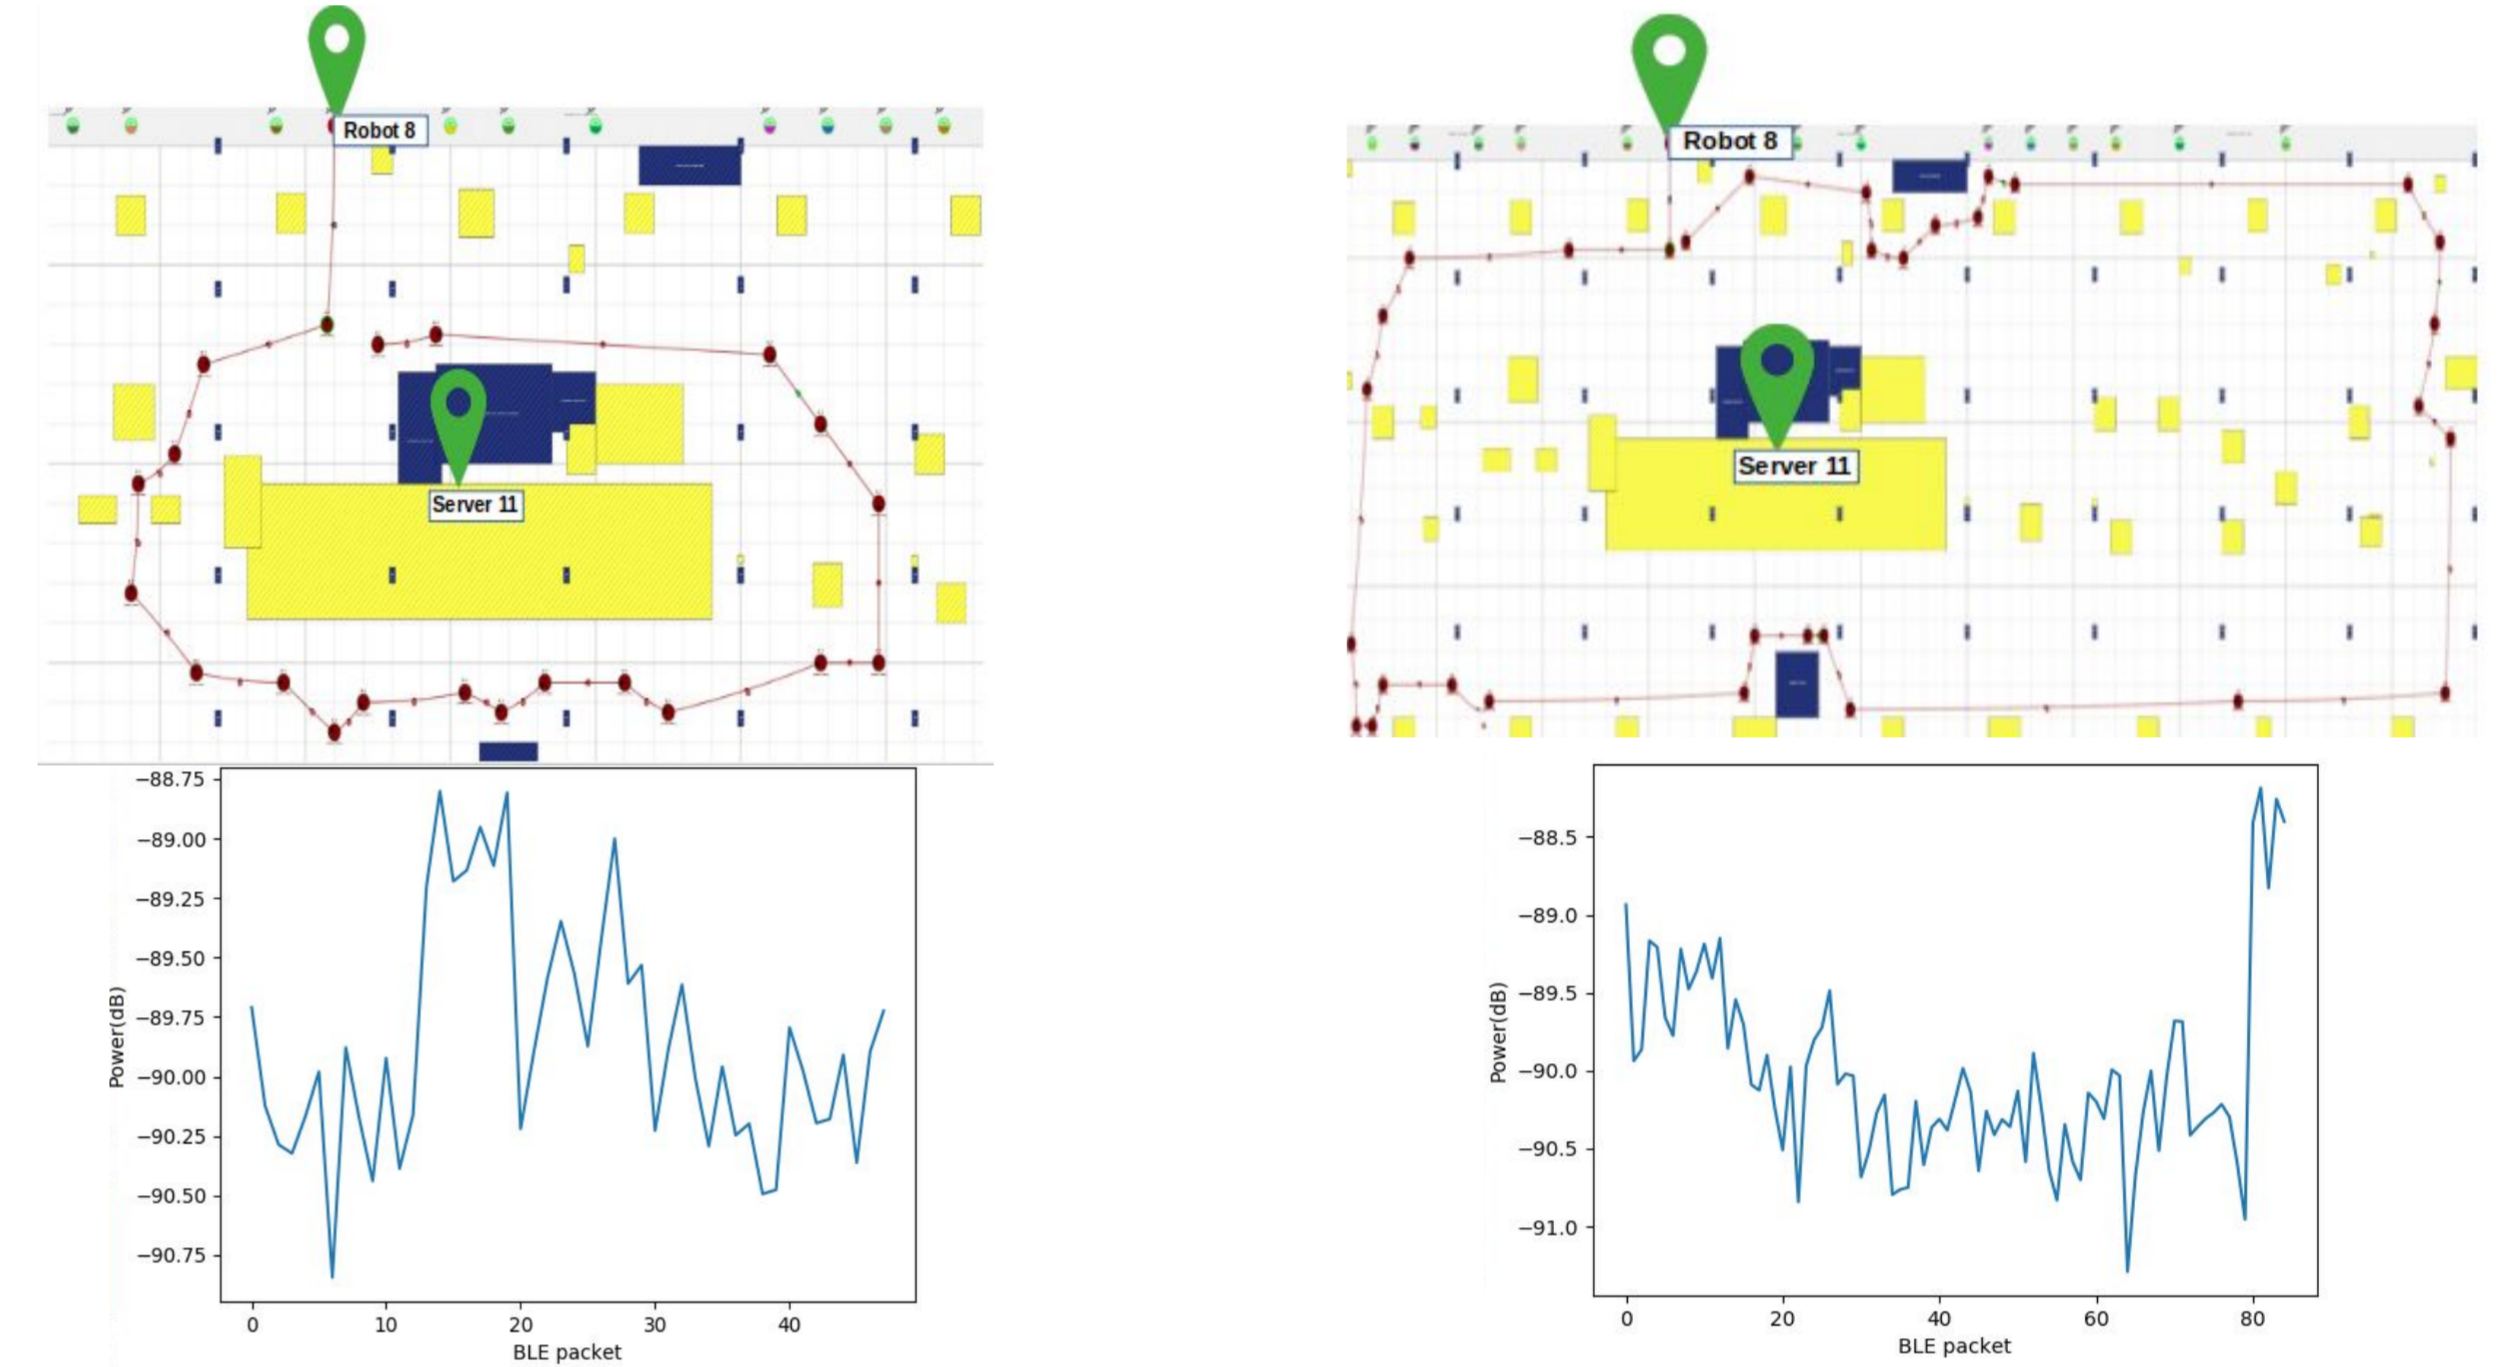 Robot 8
Server 11
Robot 8
Server 11
−88.75
−89.00
−89.25
−89.50
−89.75
−90.00
−90.25
−90.50
−90.75
Power(dB)
0 10 20 30 40
BLE packet
−88.5
−89.0
−89.5
−90.0
−90.5
−91.0
Power(dB)
0 20 40 60 80
BLE packet